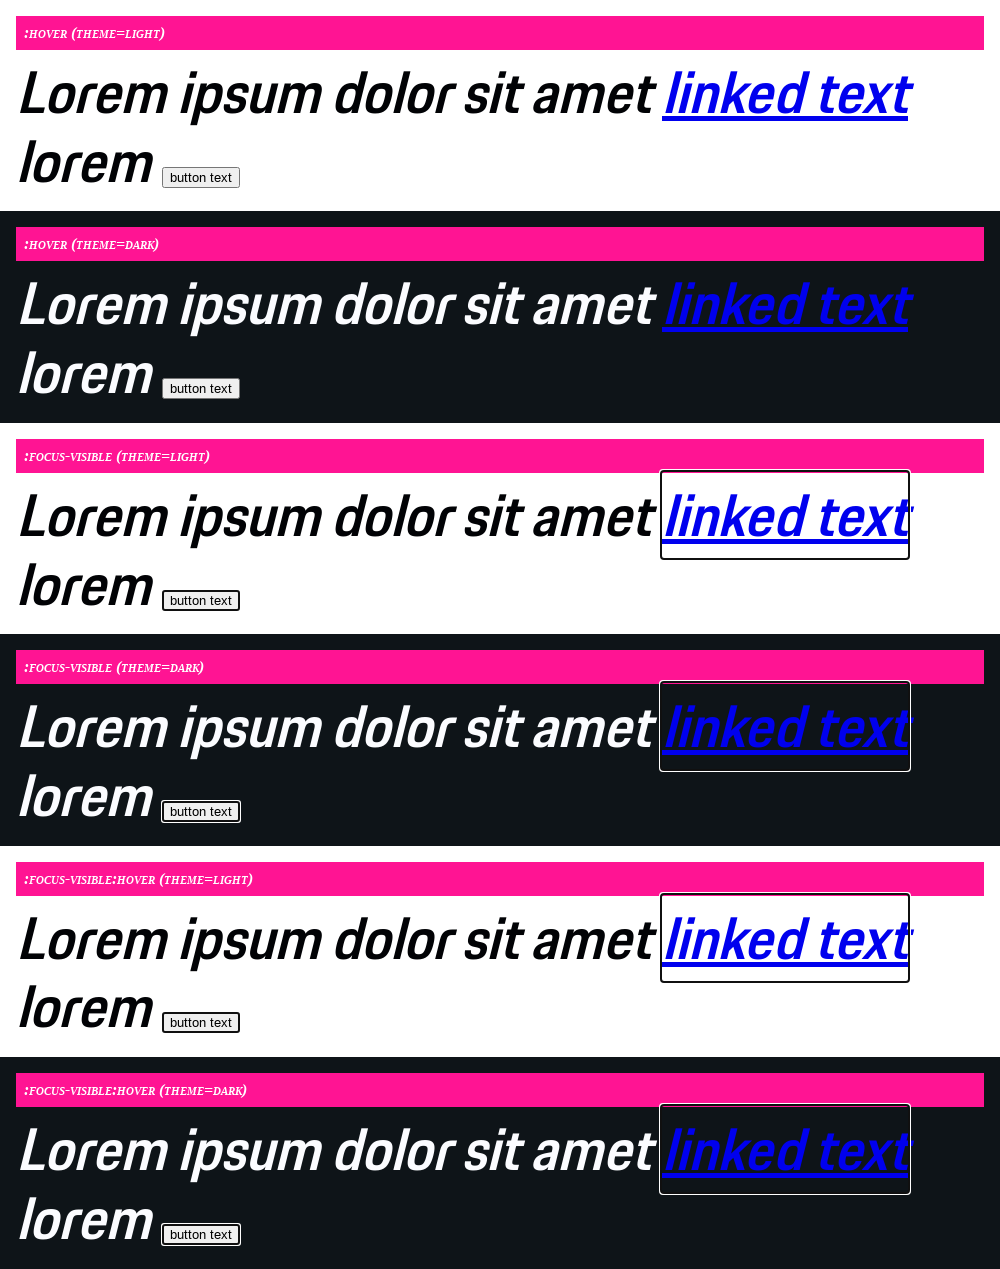 :hover (theme=light)
Lorem ipsum dolor sit amet linked text
lorem button text
:hover (theme=dark)
Lorem ipsum dolor sit amet linked text
lorem button text
:focus-visible (theme=light)
Lorem ipsum dolor sit amet linked text
lorem button text
:focus-visible (theme=dark)
Lorem ipsum dolor sit amet linked text
lorem button text
:focus-visible:hover (theme=light)
Lorem ipsum dolor sit amet linked text
lorem button text
:focus-visible:hover (theme=dark)
Lorem ipsum dolor sit amet linked text
lorem button text